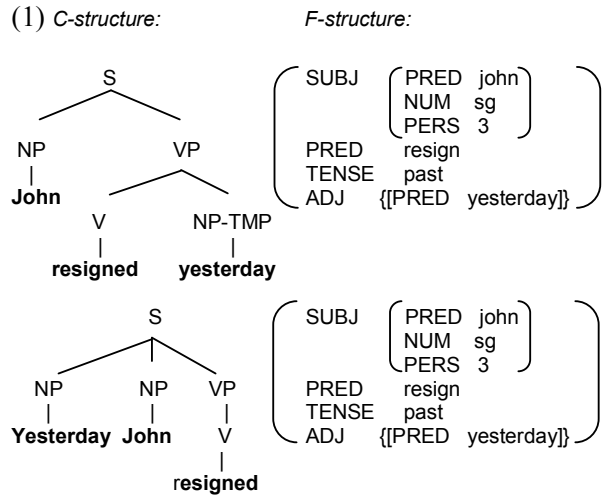 (1) C-structure: F-structure:
S SUBJ PRED john
NUM sg
PERS 3
NP VP PRED resign
TENSE past
John ADJ {[PRED yesterday]}
V NP-TMP
resigned yesterday
S SUBJ PRED john
NUM sg
PERS 3
NP NP VP PRED resign
TENSE past
Yesterday John V ADJ {[PRED yesterday]}
resigned